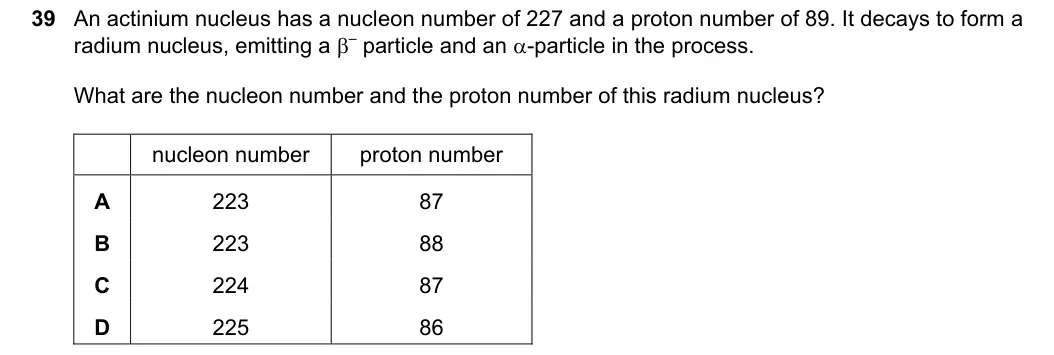 39 An actinium nucleus has a nucleon number of 227 and a proton number of 89. It decays to form a
radium nucleus, emitting a β⁻ particle and an α-particle in the process.
What are the nucleon number and the proton number of this radium nucleus?
nucleon number proton number
A 223 87
B 223 88
C 224 87
D 225 86